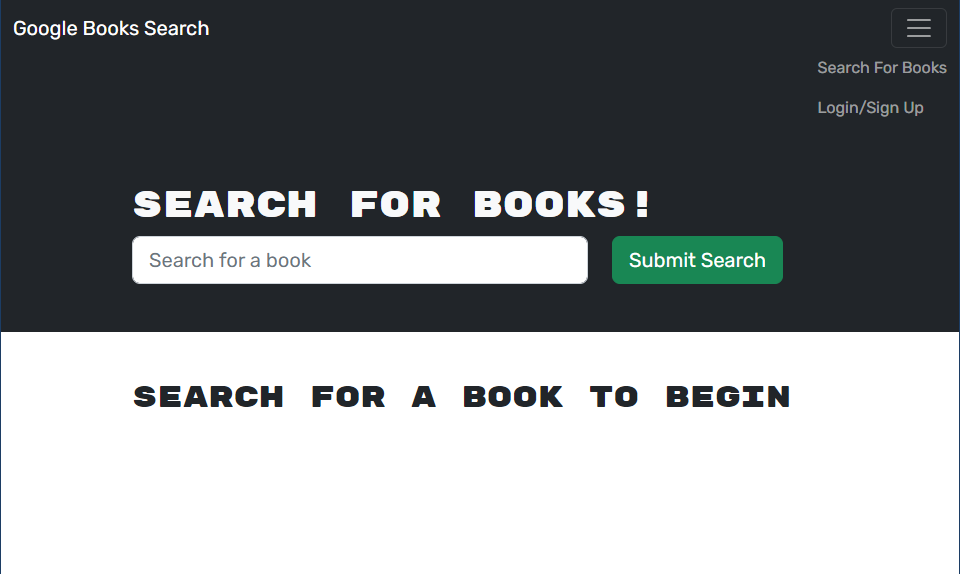 Google Books Search
Search For Books
Login/Sign Up
SEARCH FOR BOOKS!
Search for a book
Submit Search
SEARCH FOR A BOOK TO BEGIN